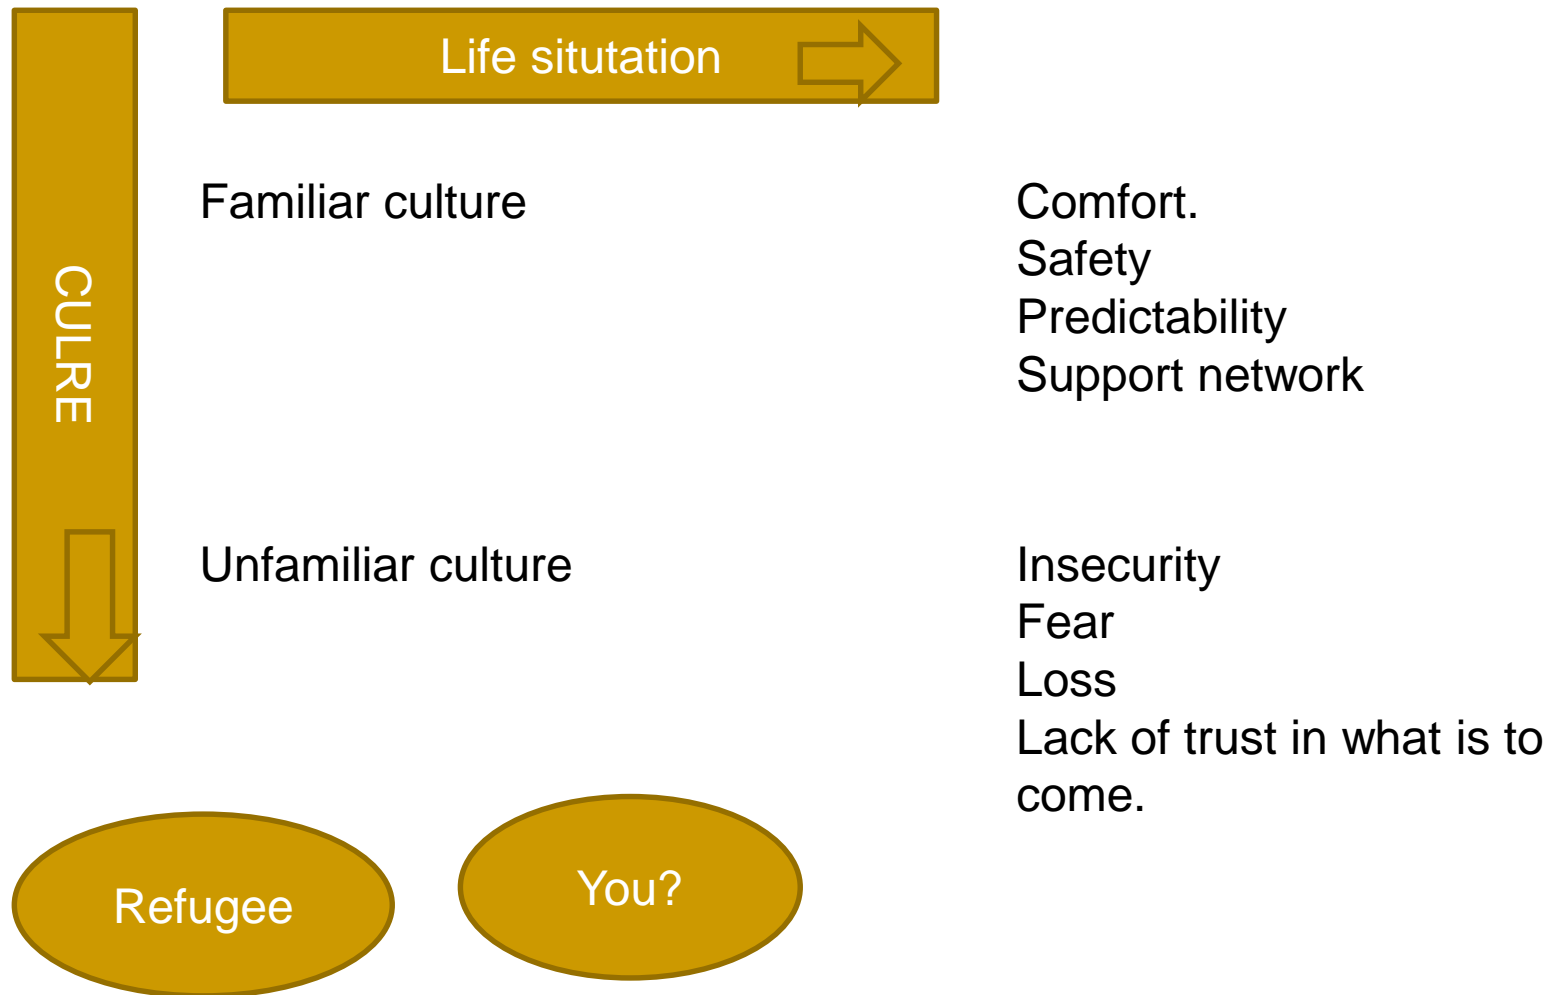 Life situtation
CULRE
Familiar culture
Comfort.
Safety
Predictability
Support network
Unfamiliar culture
Insecurity
Fear
Loss
Lack of trust in what is to
come.
Refugee
You?